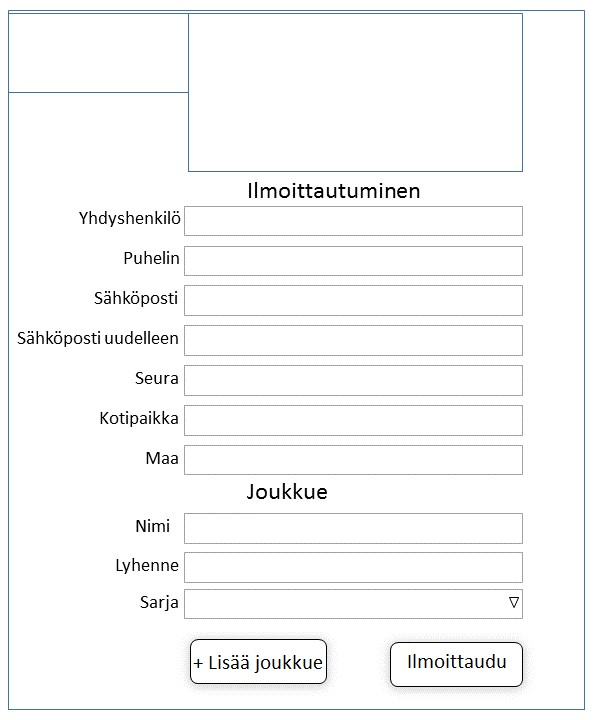 Ilmoittautuminen
Yhdyshenkilö
Puhelin
Sähköposti
Sähköposti uudelleen
Seura
Kotipaikka
Maa
Joukkue
Nimi
Lyhenne
Sarja
+ Lisää joukkue
Ilmoittaudu